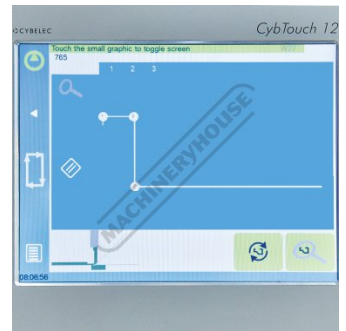 CYBELEC
CybTouch 12
Touch the small graphic to toggle screen
765
1 2 3
MACHINERYHOUSE
08:06:56